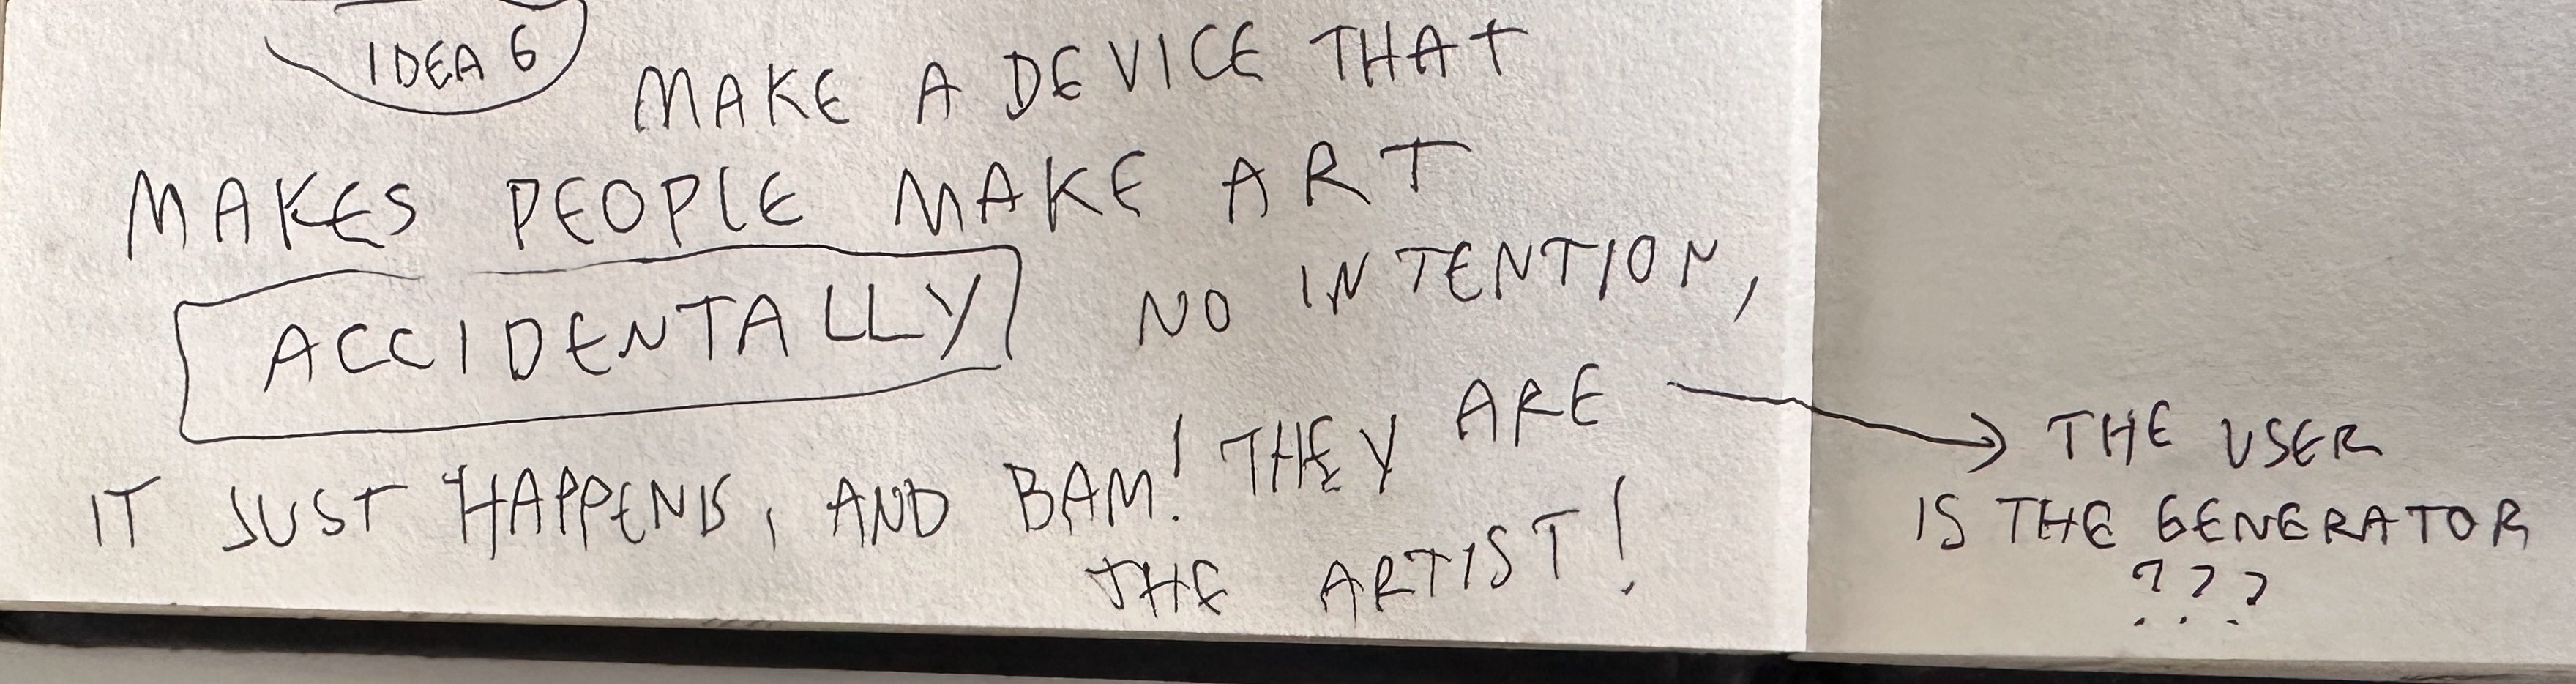 IDEA 6
MAKE A DEVICE THAT
MAKES PEOPLE MAKE ART
ACCIDENTALLY NO INTENTION,
IT JUST HAPPENS, AND BAM! THEY ARE
THE ARTIST!
→ THE USER
IS THE GENERATOR
???